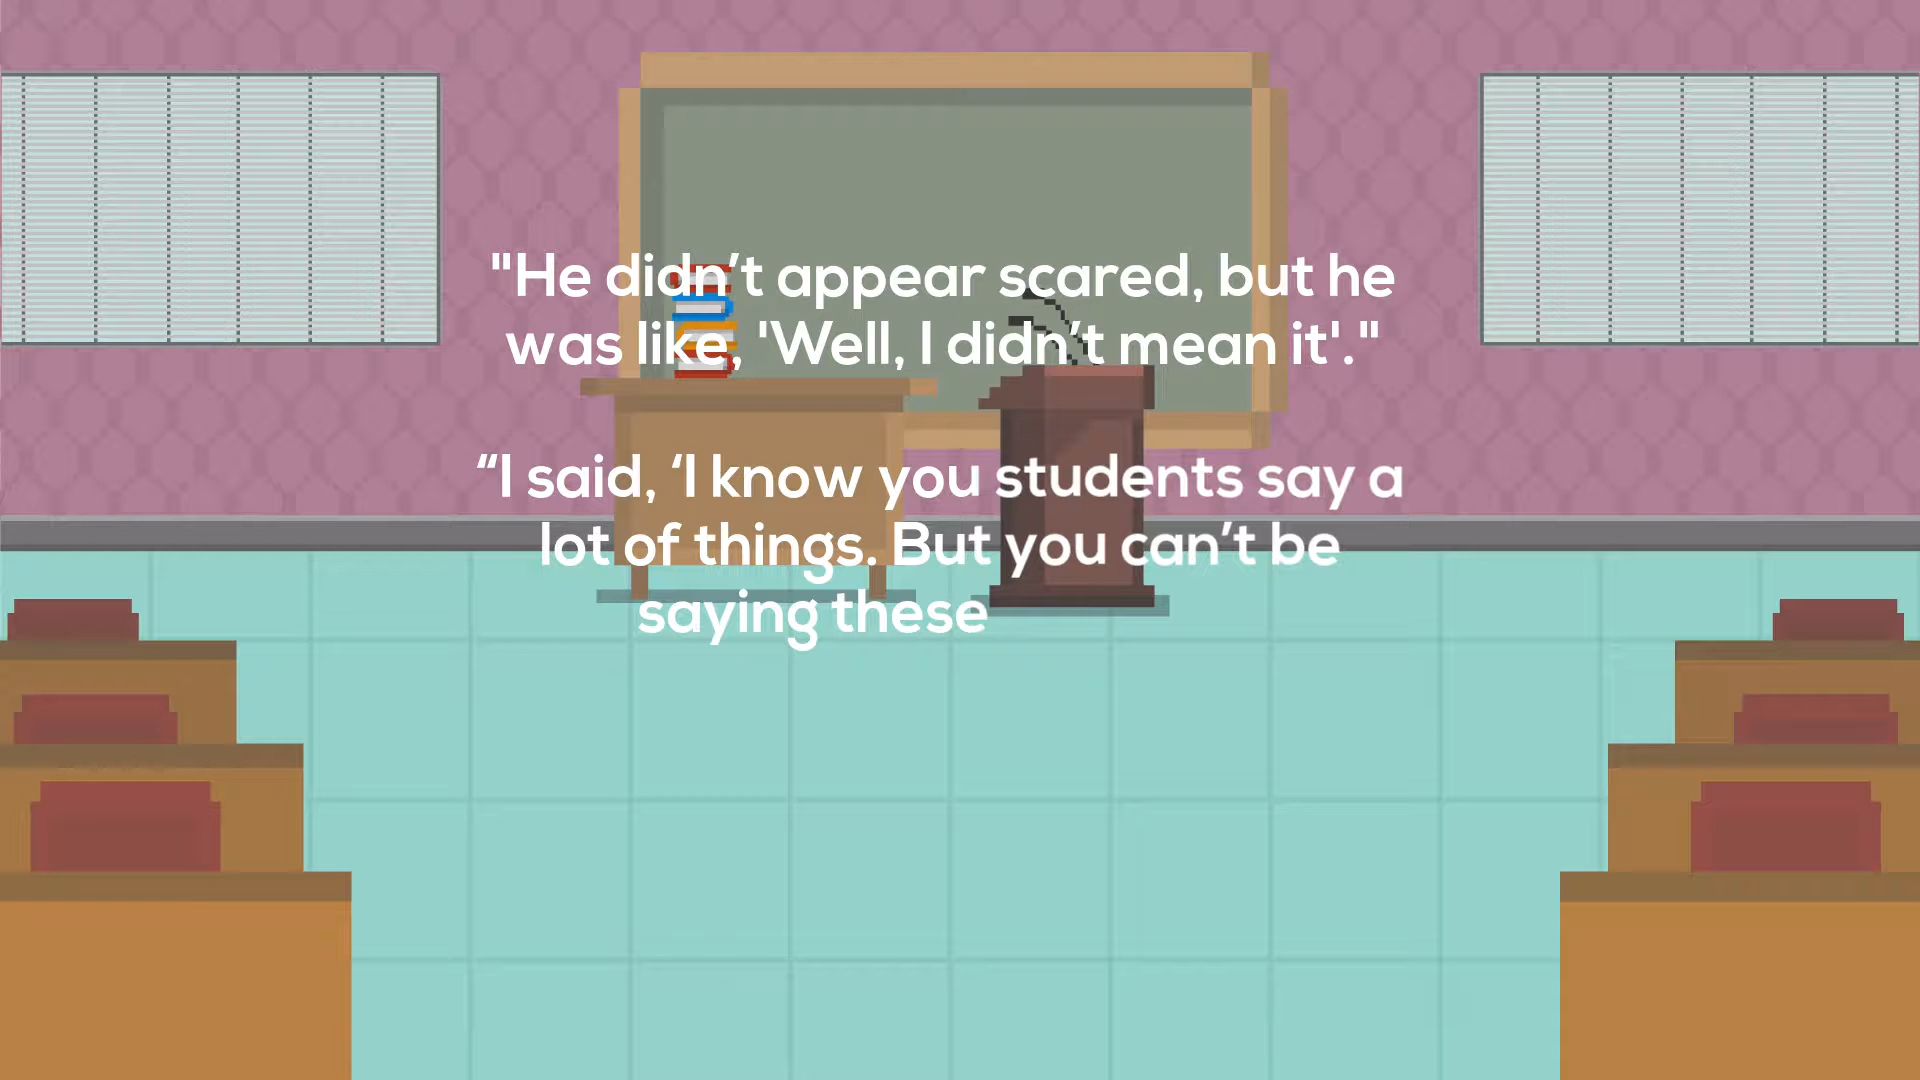 "He didn’t appear scared, but he
was like, 'Well, I didn’t mean it'."
“I said, ‘I know you students say a
lot of things. But you can’t be
saying these